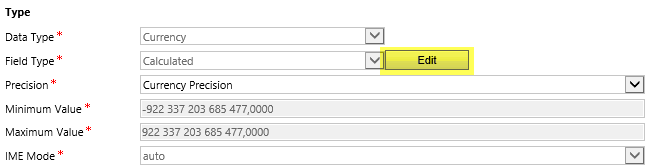 Type
Data Type * Currency
Field Type * Calculated Edit
Precision * Currency Precision
Minimum Value * -922 337 203 685 477,0000
Maximum Value * 922 337 203 685 477,0000
IME Mode * auto